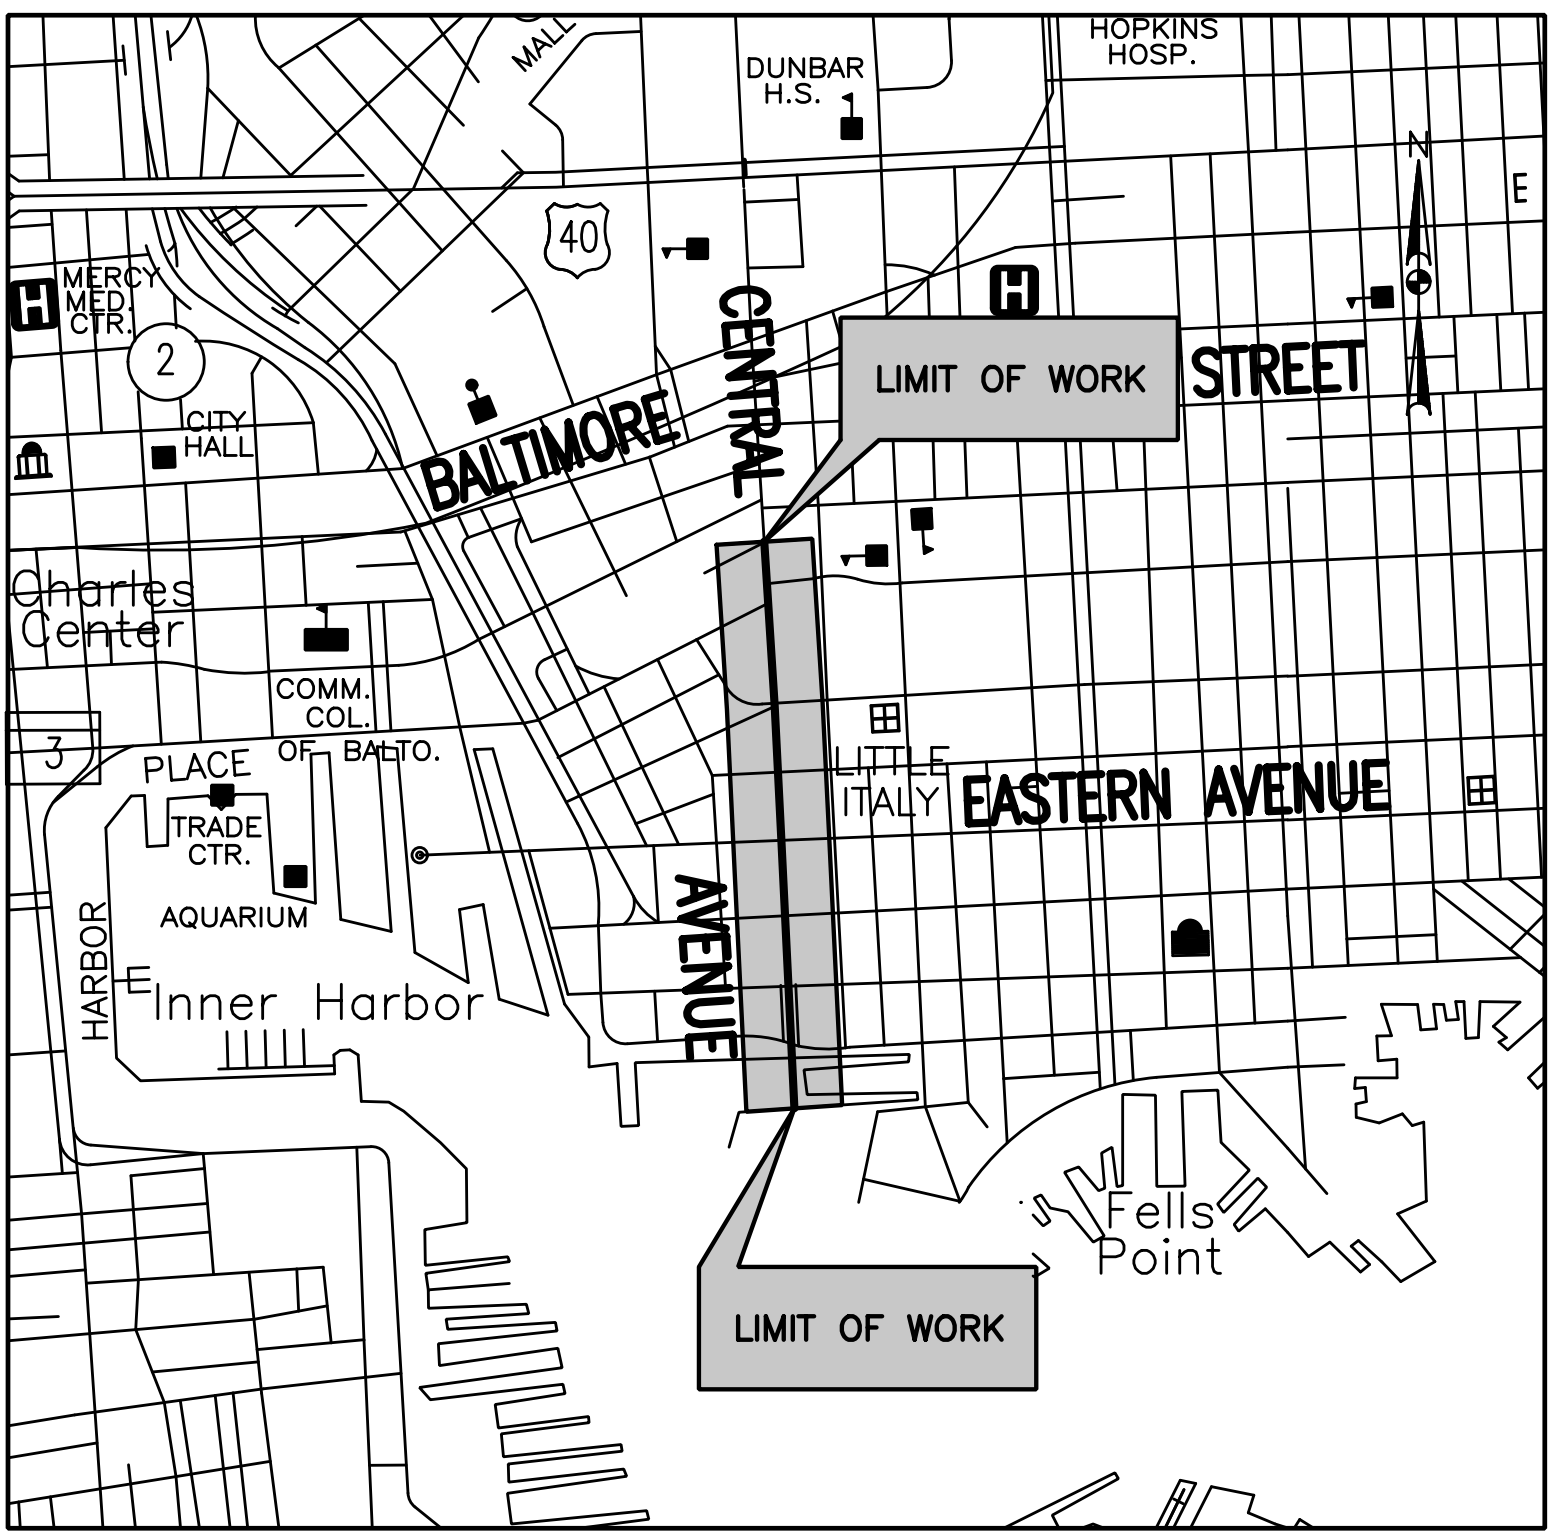 MALL
HOPKINS
HOSP.
DUNBAR
H.S.
N
E
40
H
MERCY
MED.
CTR.
H
2
CENTRAL
LIMIT OF WORK
STREET
BALTIMORE
CITY
HALL
Charles
Center
COMM.
COL.
OF BALTO.
3
PLACE
TRADE
CTR.
AQUARIUM
LITTLE
ITALY
EASTERN AVENUE
AVENUE
HARBOR
E
Inner Harbor
Fells
Point
LIMIT OF WORK